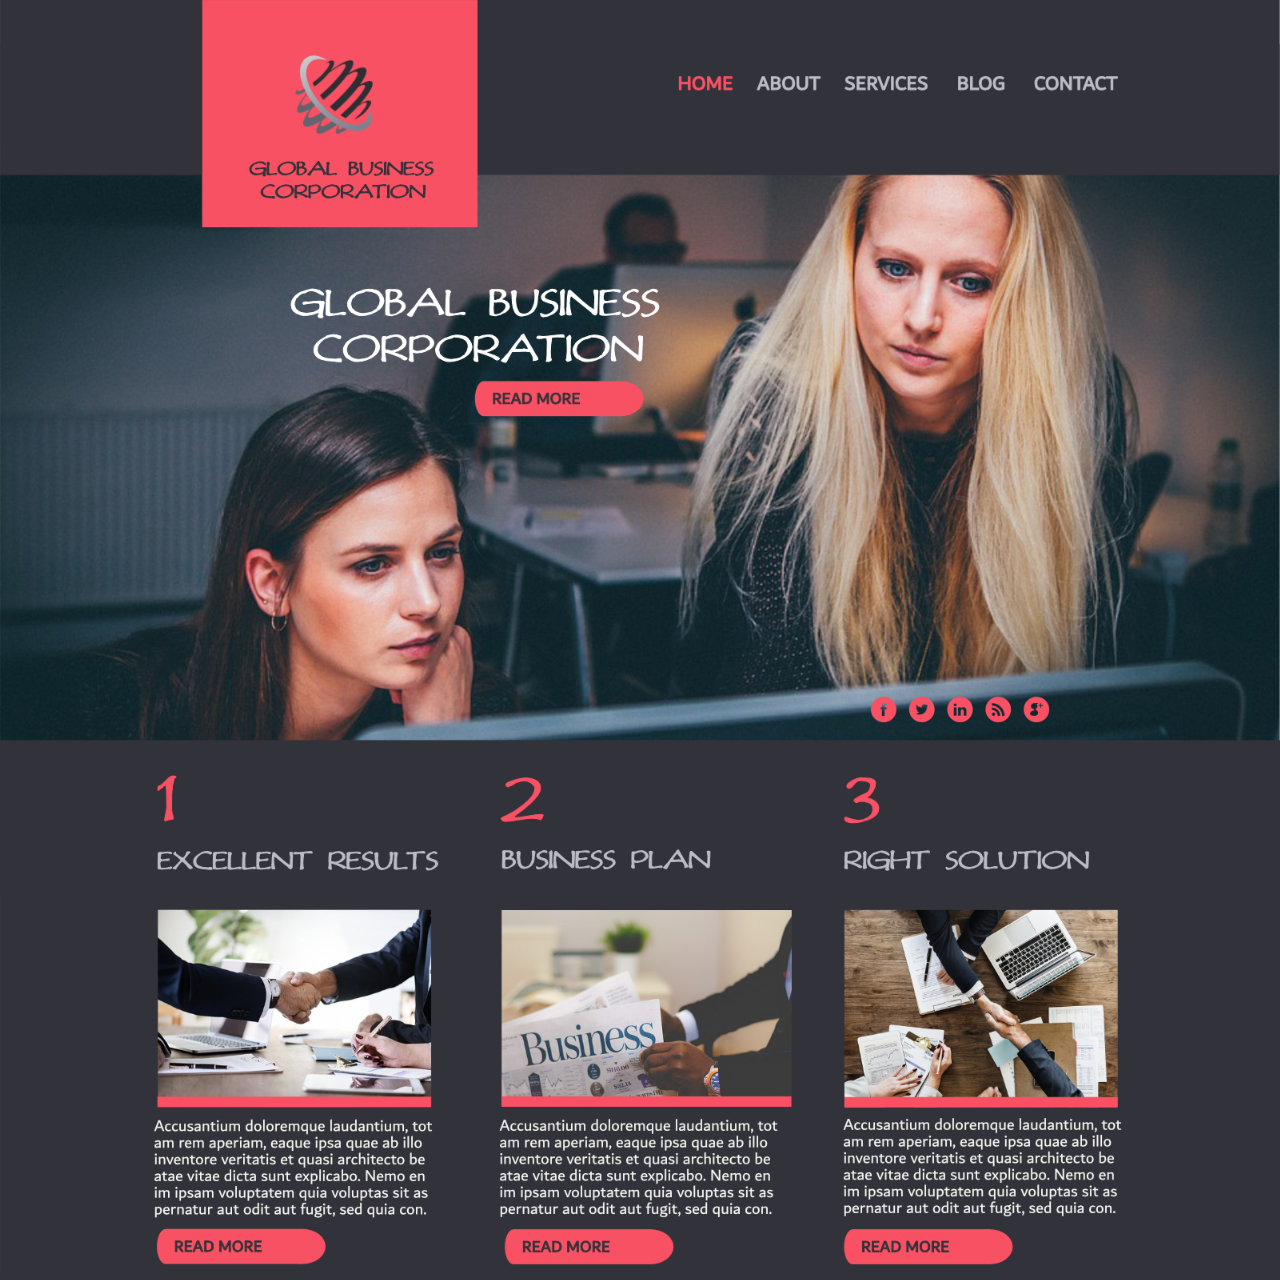 HOME ABOUT SERVICES BLOG CONTACT
GLOBAL BUSINESS
CORPORATION
GLOBAL BUSINESS
CORPORATION
READ MORE
1
EXCELLENT RESULTS
Accusantium doloremque laudantium, tot
am rem aperiam, eaque ipsa quae ab illo
inventore veritatis et quasi architecto be
atae vitae dicta sunt explicabo. Nemo en
im ipsam voluptatem quia voluptas sit as
pernatur aut odit aut fugit, sed quia con.
READ MORE
2
BUSINESS PLAN
Business
Accusantium doloremque laudantium, tot
am rem aperiam, eaque ipsa quae ab illo
inventore veritatis et quasi architecto be
atae vitae dicta sunt explicabo. Nemo en
im ipsam voluptatem quia voluptas sit as
pernatur aut odit aut fugit, sed quia con.
READ MORE
3
RIGHT SOLUTION
Accusantium doloremque laudantium, tot
am rem aperiam, eaque ipsa quae ab illo
inventore veritatis et quasi architecto be
atae vitae dicta sunt explicabo. Nemo en
im ipsam voluptatem quia voluptas sit as
pernatur aut odit aut fugit, sed quia con.
READ MORE